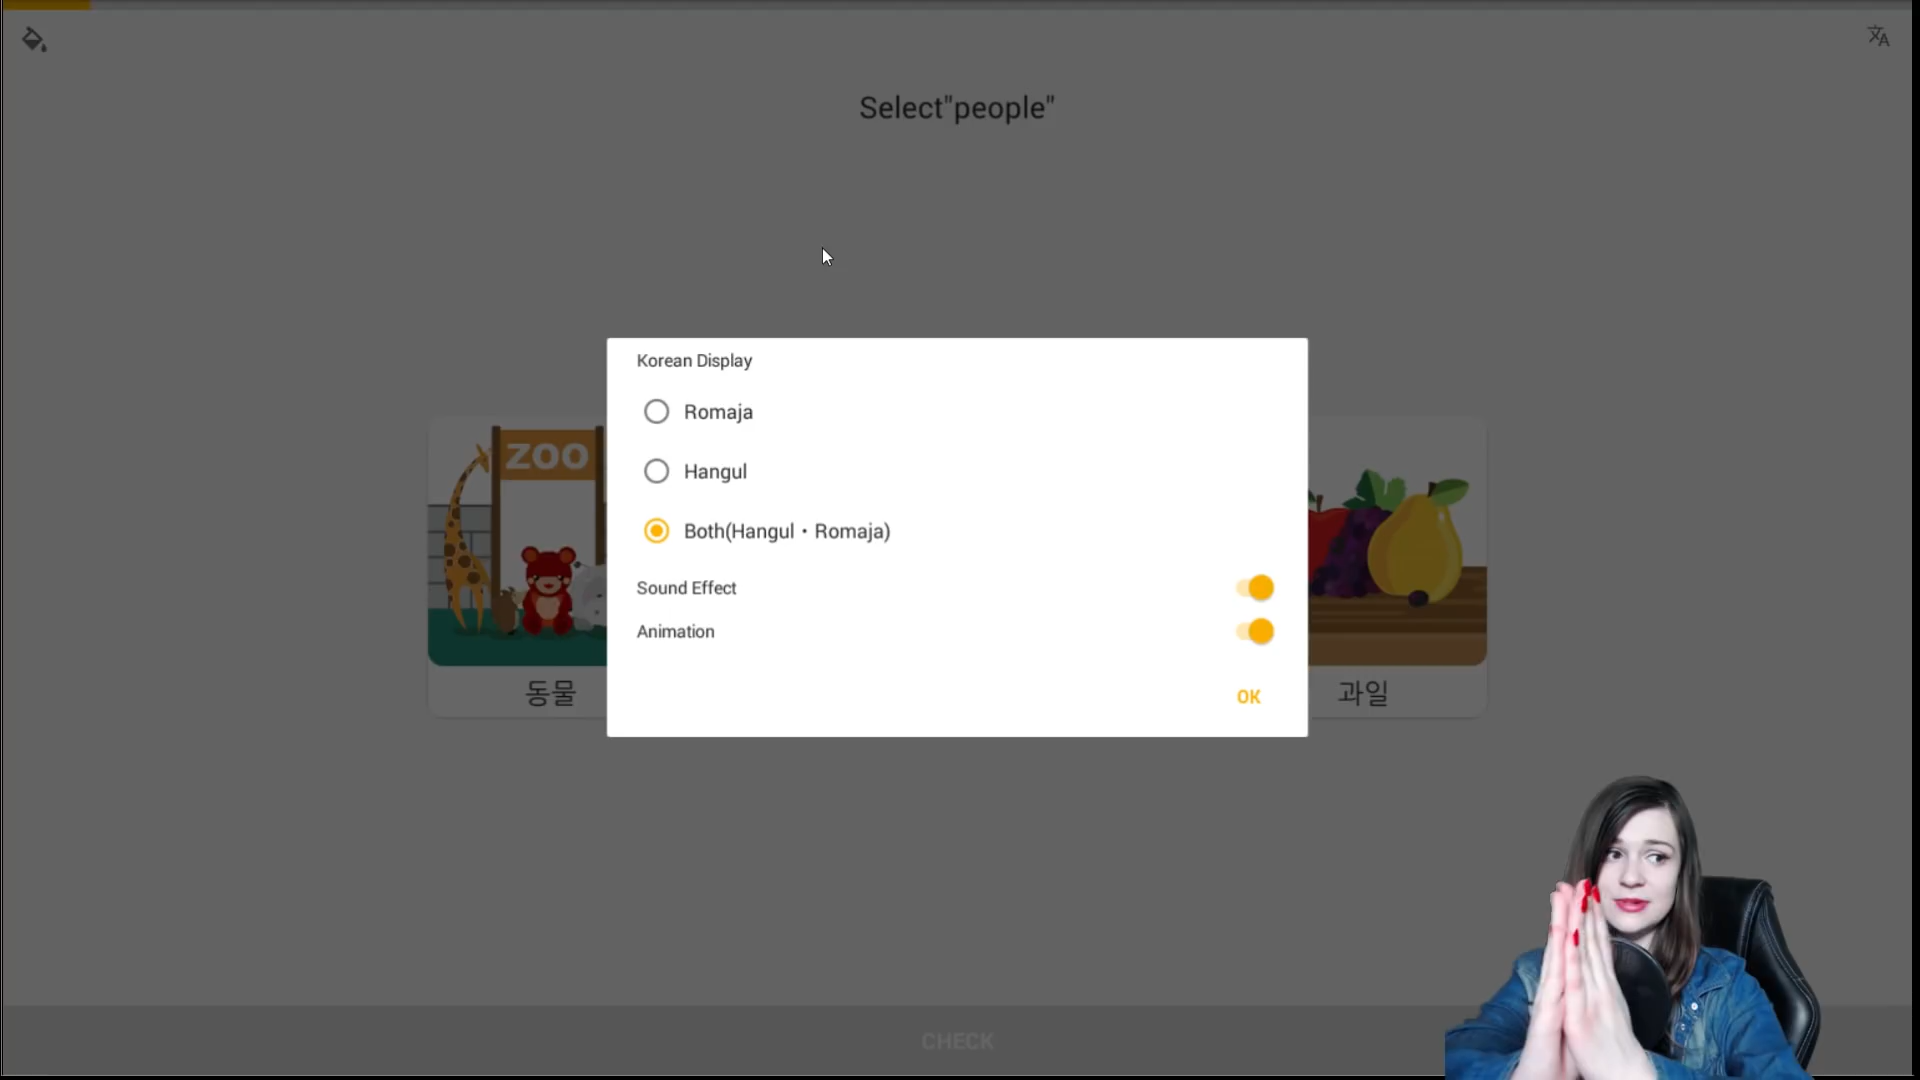 Select"people"
Korean Display
Romaja
Hangul
Both(Hangul・Romaja)
Sound Effect
Animation
OK
ZOO
동물
과일
CHECK